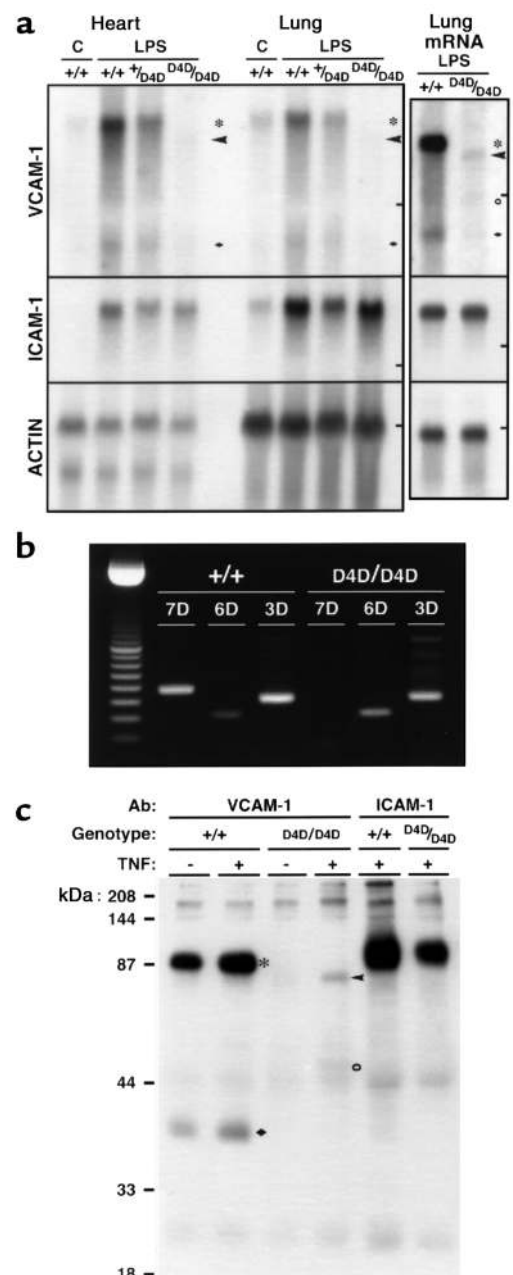 a
Heart Lung Lung mRNA
C LPS C LPS LPS
+/+ +/+ +/D4D D4D/D4D +/+ +/+ +/D4D D4D/D4D +/+ D4D/D4D
VCAM-1
* * *
ICAM-1
ACTIN
b
+/+ D4D/D4D
7D 6D 3D 7D 6D 3D
c
Ab: VCAM-1 ICAM-1
Genotype: +/+ D4D/D4D +/+ D4D/D4D
TNF: - + - + + +
kDa: 208
144
87 *
44
33
18